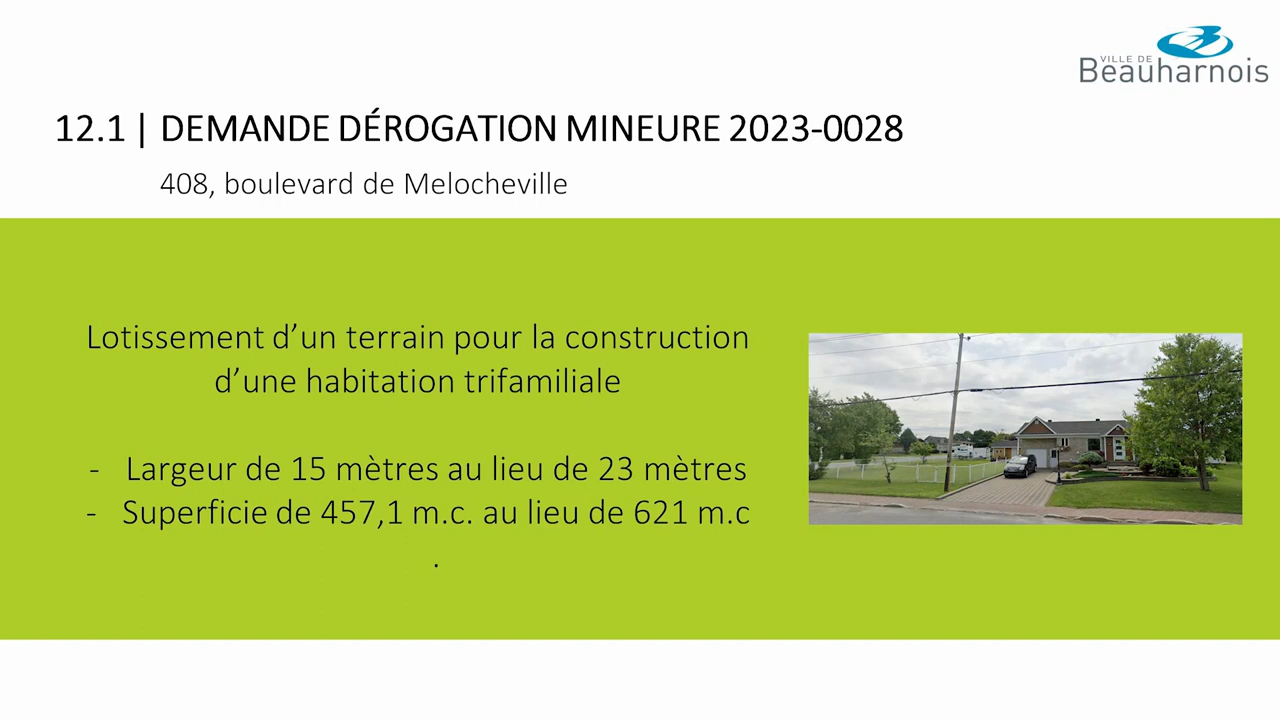 VILLE DE
Beauharnois
12.1 | DEMANDE DÉROGATION MINEURE 2023-0028
408, boulevard de Melocheville
Lotissement d’un terrain pour la construction
d’une habitation trifamiliale
- Largeur de 15 mètres au lieu de 23 mètres
- Superficie de 457,1 m.c. au lieu de 621 m.c
.